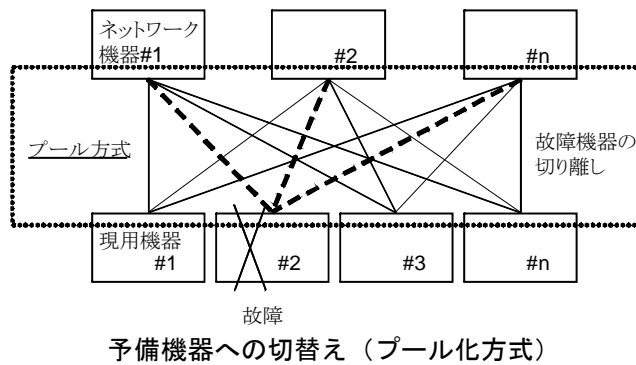 ネットワーク
機器#1
#2
#n
プール方式
故障機器の
切り離し
現用機器
#1
#2
#3
#n
故障
予備機器への切替え（プール化方式）